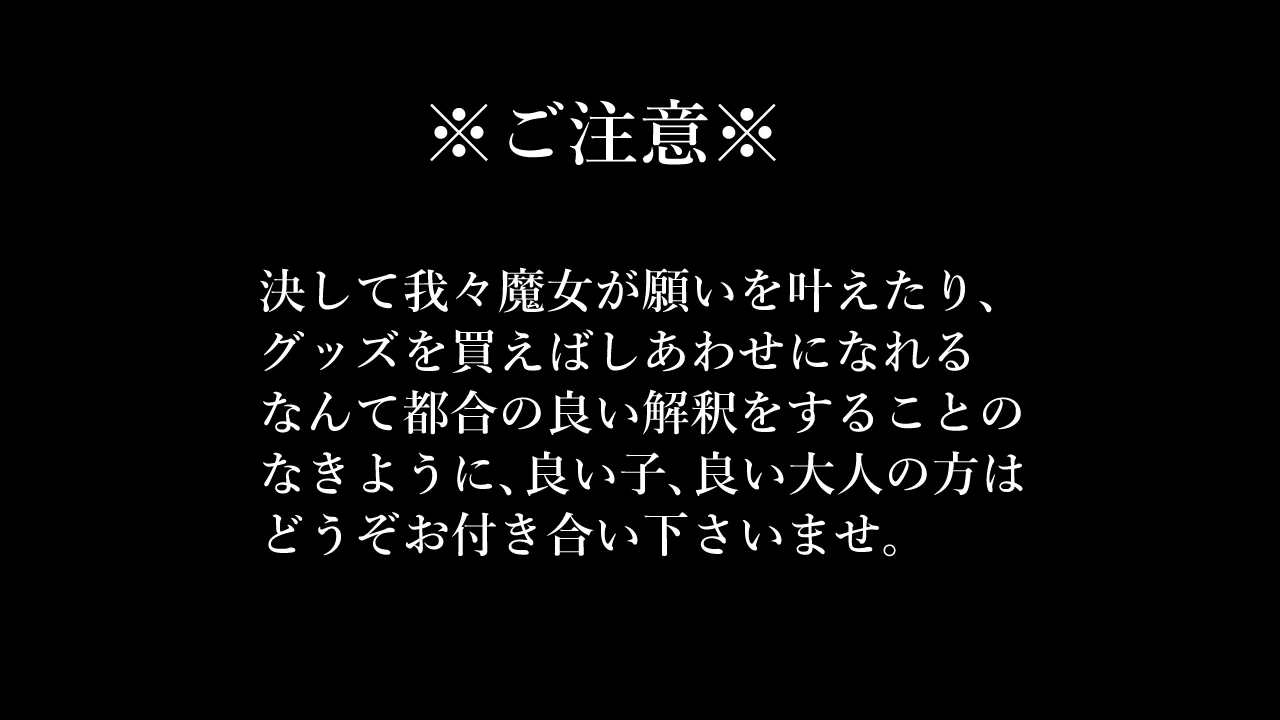 ※ご注意※
決して我々魔女が願いを叶えたり、
グッズを買えばしあわせになれる
なんて都合の良い解釈をすることの
なきように、良い子、良い大人の方は
どうぞお付き合い下さいませ。